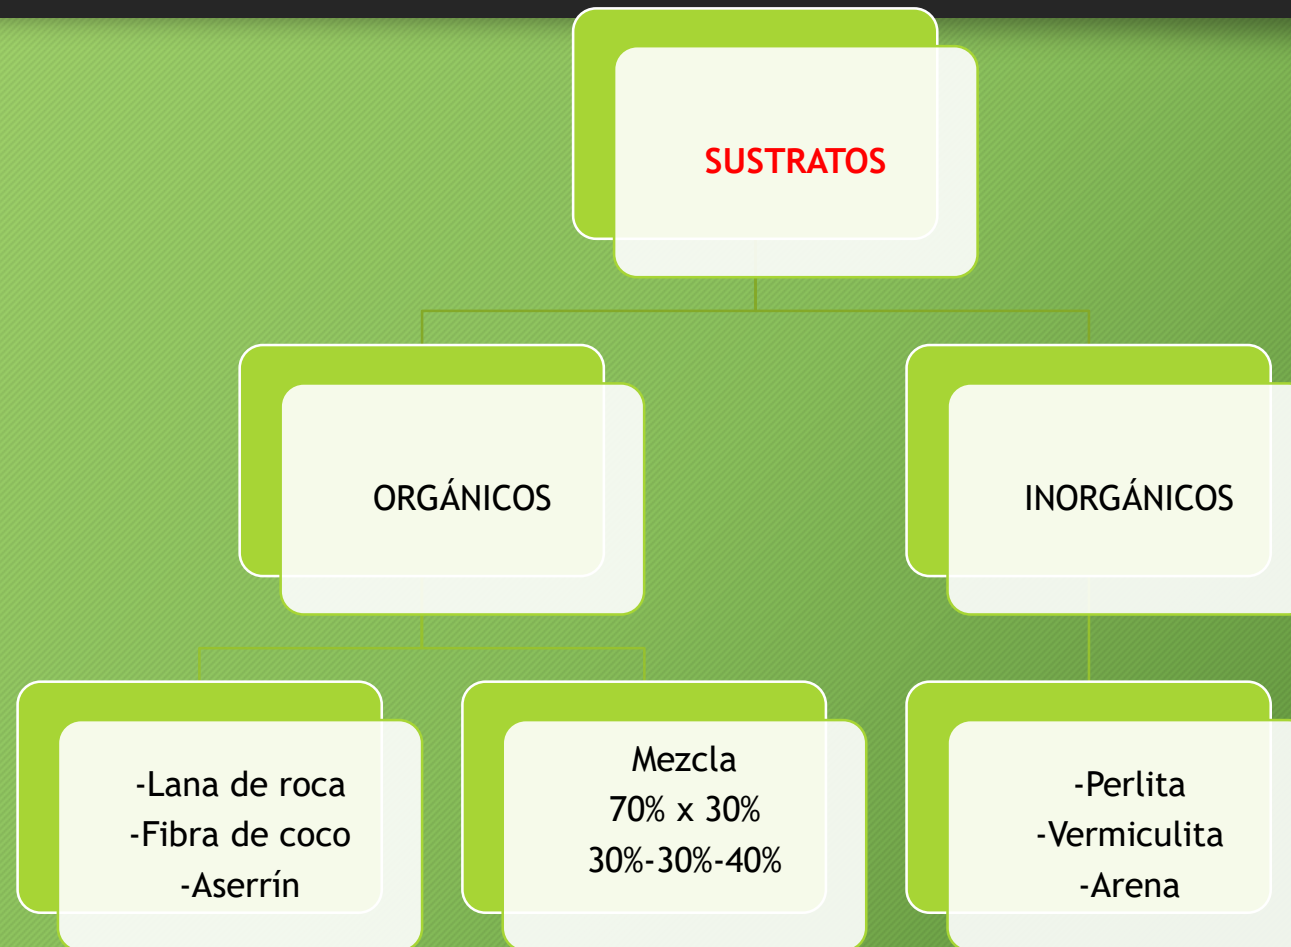 SUSTRATOS
ORGÁNICOS
INORGÁNICOS
-Lana de roca
-Fibra de coco
-Aserrín
Mezcla
70% x 30%
30%-30%-40%
-Perlita
-Vermiculita
-Arena